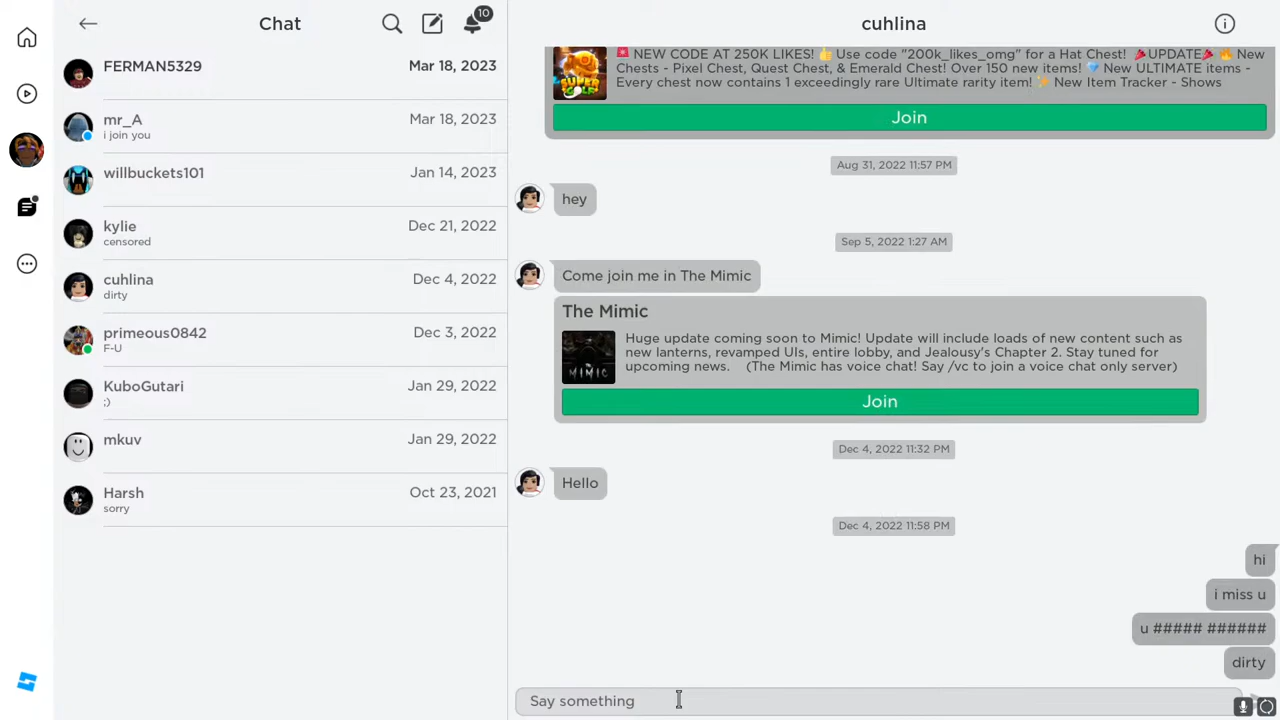 Chat
10
FERMAN5329
Mar 18, 2023
mr_A
Mar 18, 2023
i join you
willbuckets101
Jan 14, 2023
kylie
Dec 21, 2022
censored
cuhlina
Dec 4, 2022
dirty
primeous0842
Dec 3, 2022
F-U
KuboGutari
Jan 29, 2022
;)
mkuv
Jan 29, 2022
Harsh
Oct 23, 2021
sorry
cuhlina
SUPER GOLF
🚨 NEW CODE AT 250K LIKES! 👍 Use code "200k_likes_omg" for a Hat Chest! 🎉UPDATE🎉 🔥 New
Chests - Pixel Chest, Quest Chest, & Emerald Chest! Over 150 new items! 💎 New ULTIMATE items -
Every chest now contains 1 exceedingly rare Ultimate rarity item! ✨ New Item Tracker - Shows
Join
Aug 31, 2022 11:57 PM
hey
Sep 5, 2022 1:27 AM
Come join me in The Mimic
The Mimic
MIMIC
Huge update coming soon to Mimic! Update will include loads of new content such as
new lanterns, revamped UIs, entire lobby, and Jealousy's Chapter 2. Stay tuned for
upcoming news. (The Mimic has voice chat! Say /vc to join a voice chat only server)
Join
Dec 4, 2022 11:32 PM
Hello
Dec 4, 2022 11:58 PM
hi
i miss u
u ##### ######
dirty
Say something